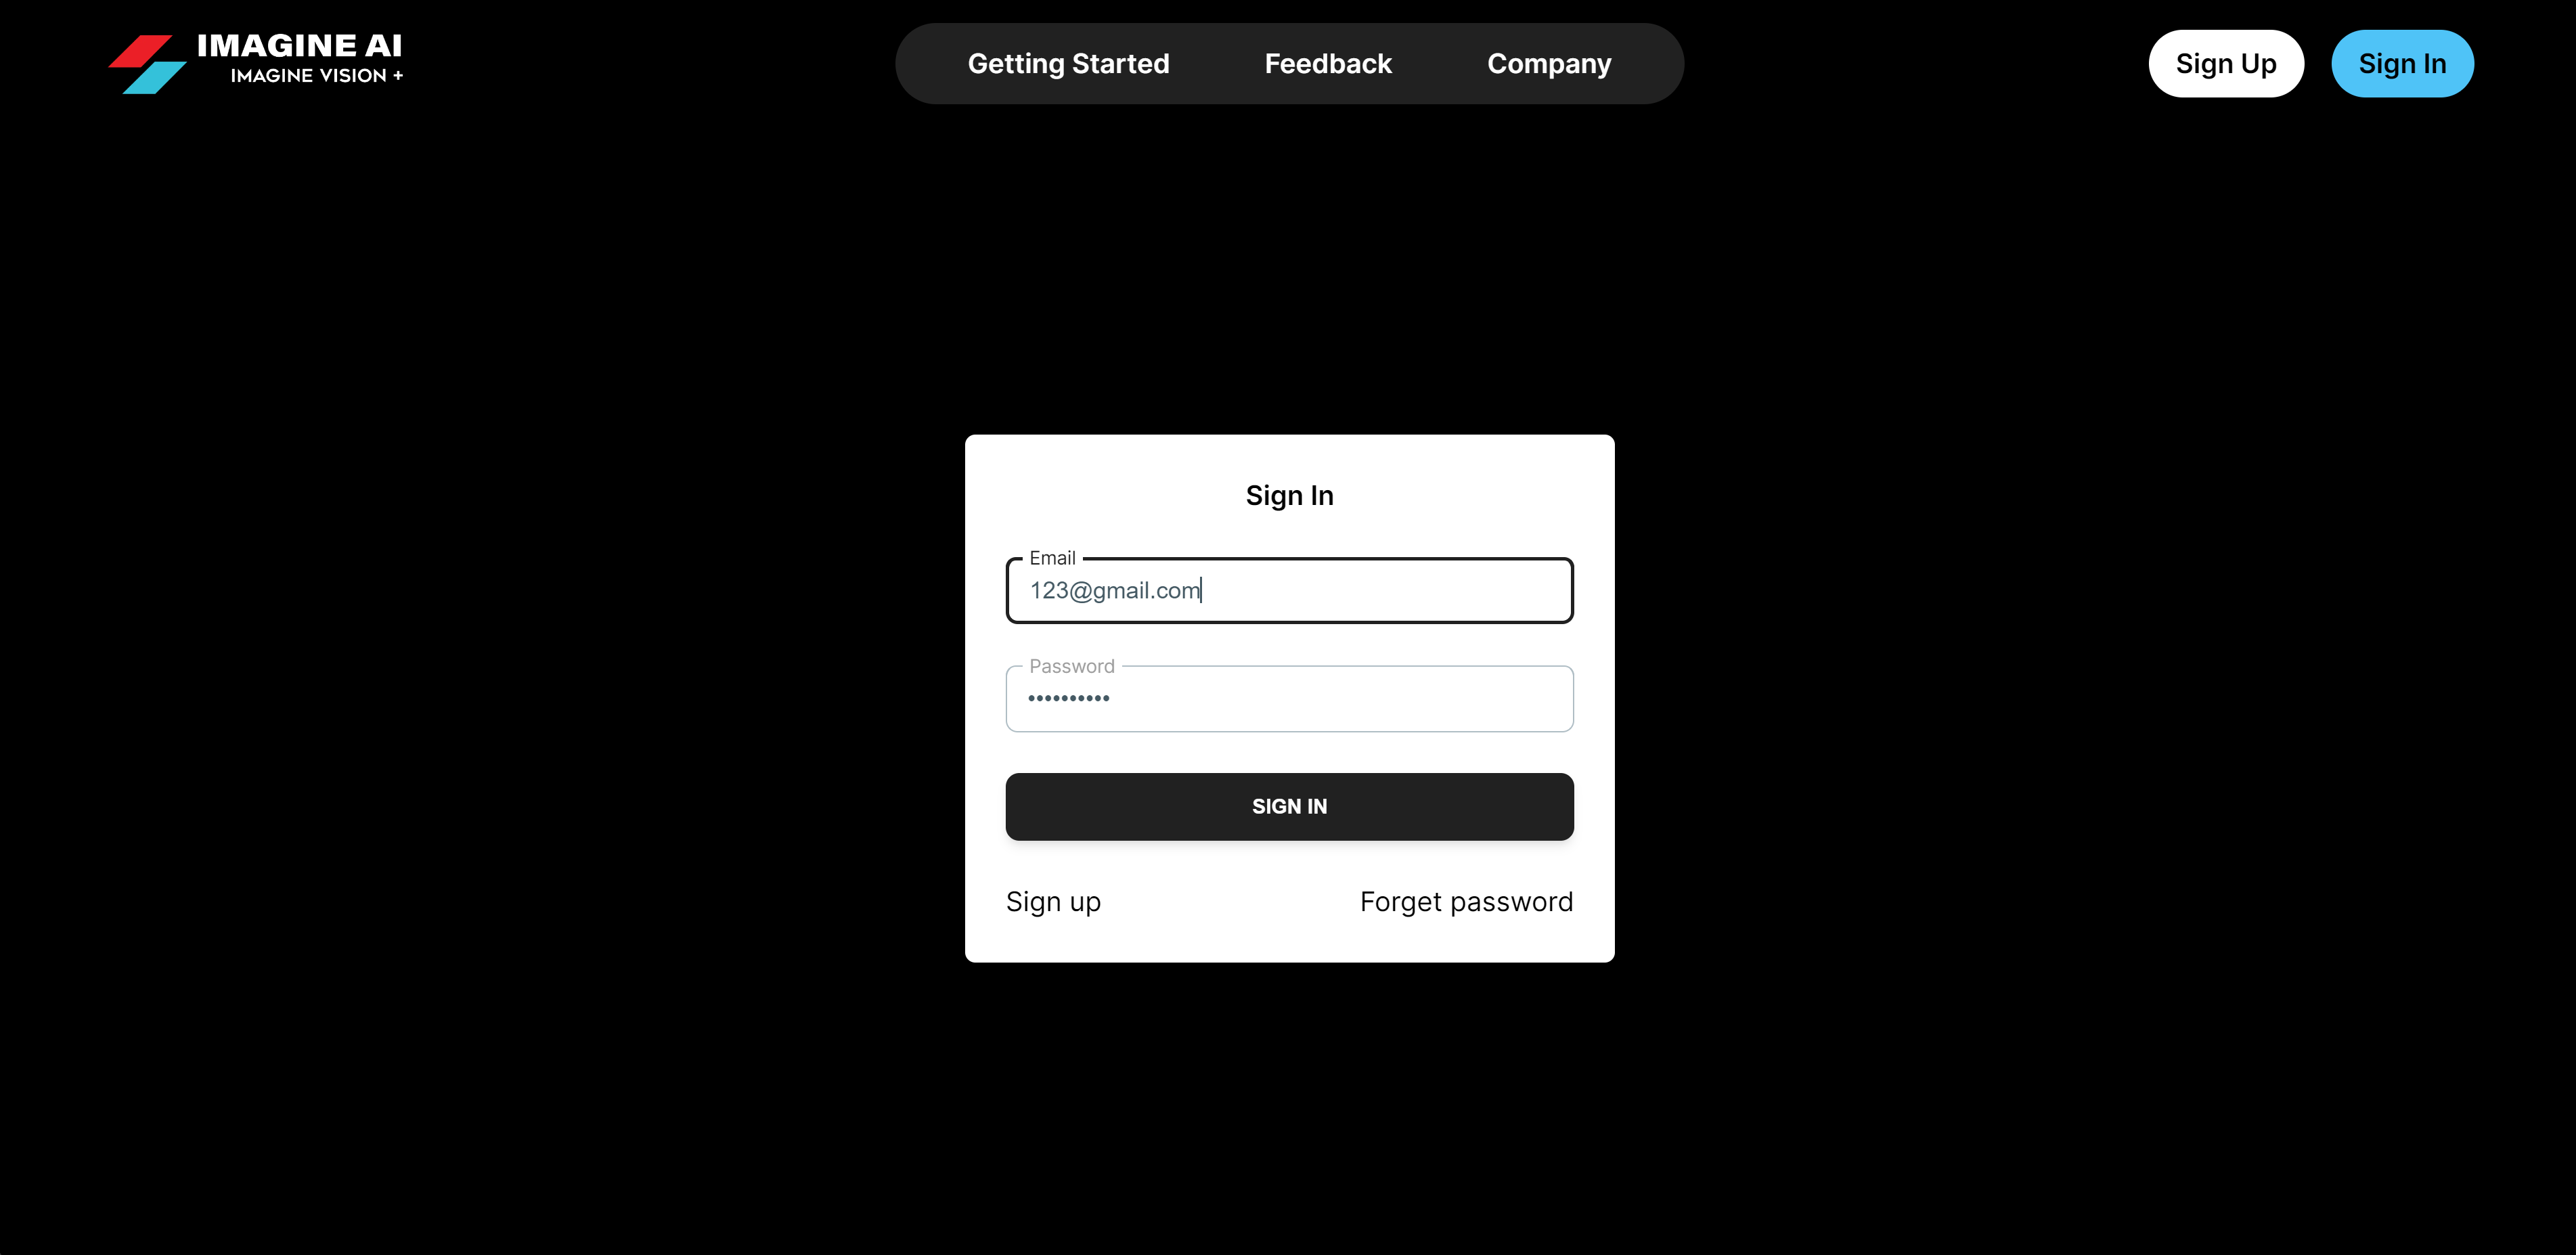 IMAGINE AI
IMAGINE VISION +
Getting Started Feedback Company
Sign Up Sign In
Sign In
Email
123@gmail.com
Password
••••••••••
SIGN IN
Sign up Forget password